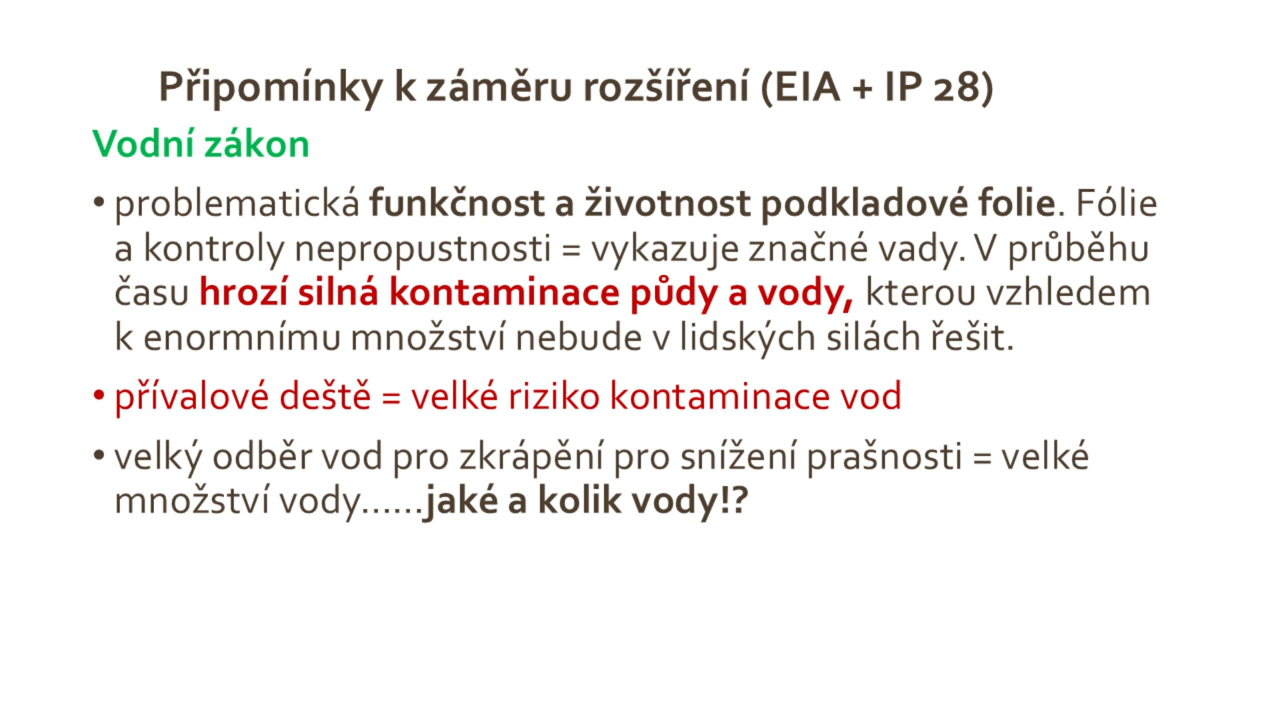 Připomínky k záměru rozšíření (EIA + IP 28)
Vodní zákon
• problematická funkčnost a životnost podkladové folie. Fólie
a kontroly nepropustnosti = vykazuje značné vady. V průběhu
času hrozí silná kontaminace půdy a vody, kterou vzhledem
k enormnímu množství nebude v lidských silách řešit.
• přívalové deště = velké riziko kontaminace vod
• velký odběr vod pro zkrápění pro snížení prašnosti = velké
množství vody......jaké a kolik vody!?